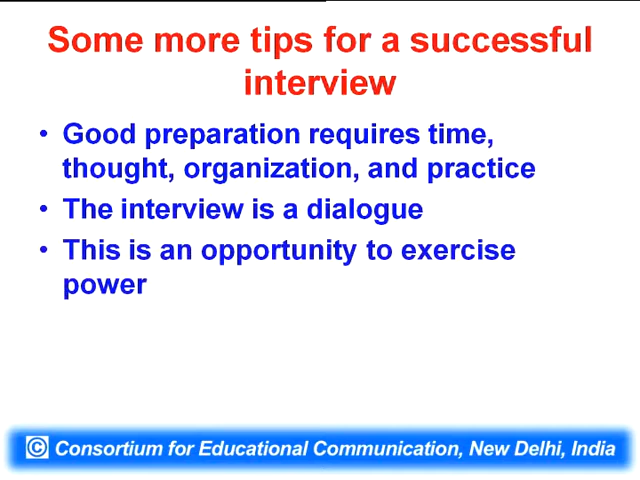 Some more tips for a successful
interview
• Good preparation requires time,
thought, organization, and practice
• The interview is a dialogue
• This is an opportunity to exercise
power
© Consortium for Educational Communication, New Delhi, India